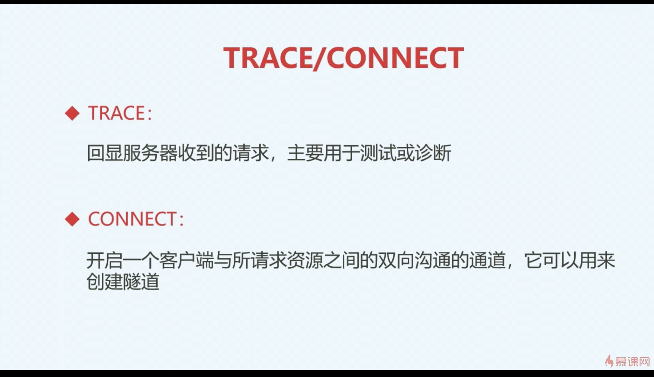 TRACE/CONNECT
◆ TRACE：
回显服务器收到的请求，主要用于测试或诊断
◆ CONNECT：
开启一个客户端与所请求资源之间的双向沟通的通道，它可以用来
创建隧道
慕课网